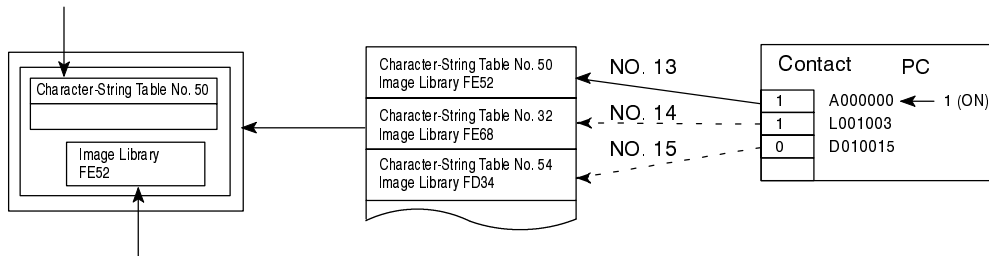 Character-String Table No. 50
Image Library
FE52
Character-String Table No. 50
Image Library FE52
Character-String Table No. 32
Image Library FE68
Character-String Table No. 54
Image Library FD34
NO. 13
NO. 14
NO. 15
Contact PC
1 A000000 1 (ON)
1 L001003
0 D010015